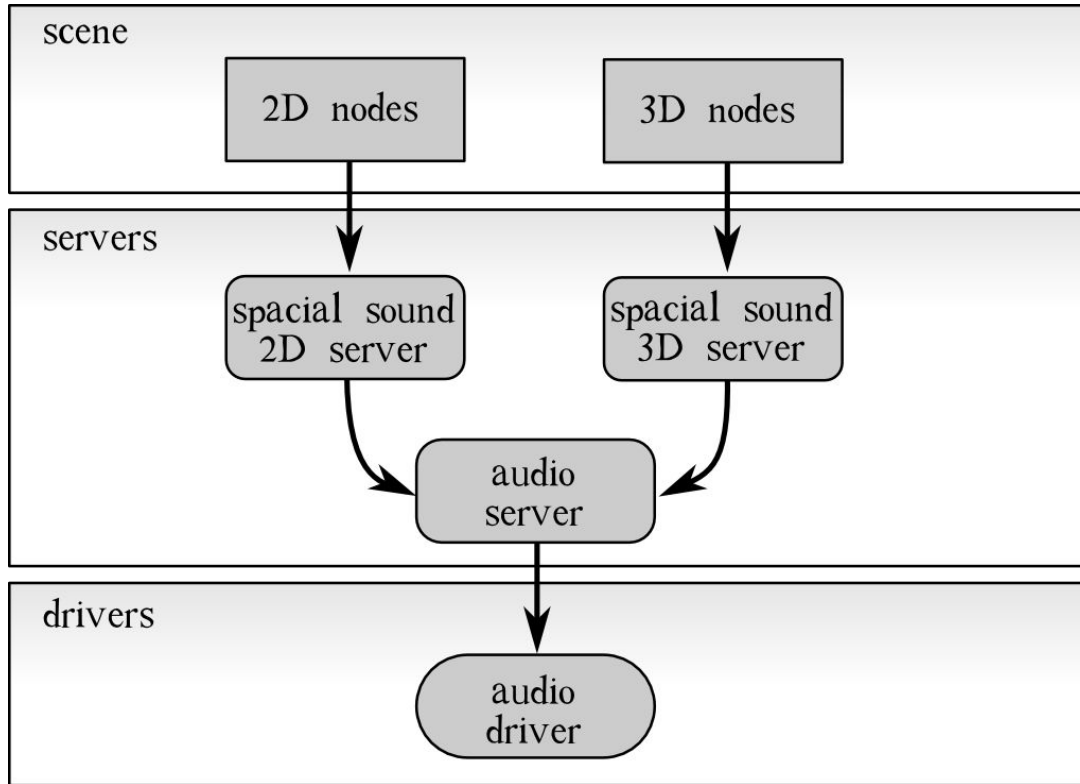 scene
2D nodes
3D nodes
servers
spacial sound
2D server
spacial sound
3D server
audio
server
drivers
audio
driver